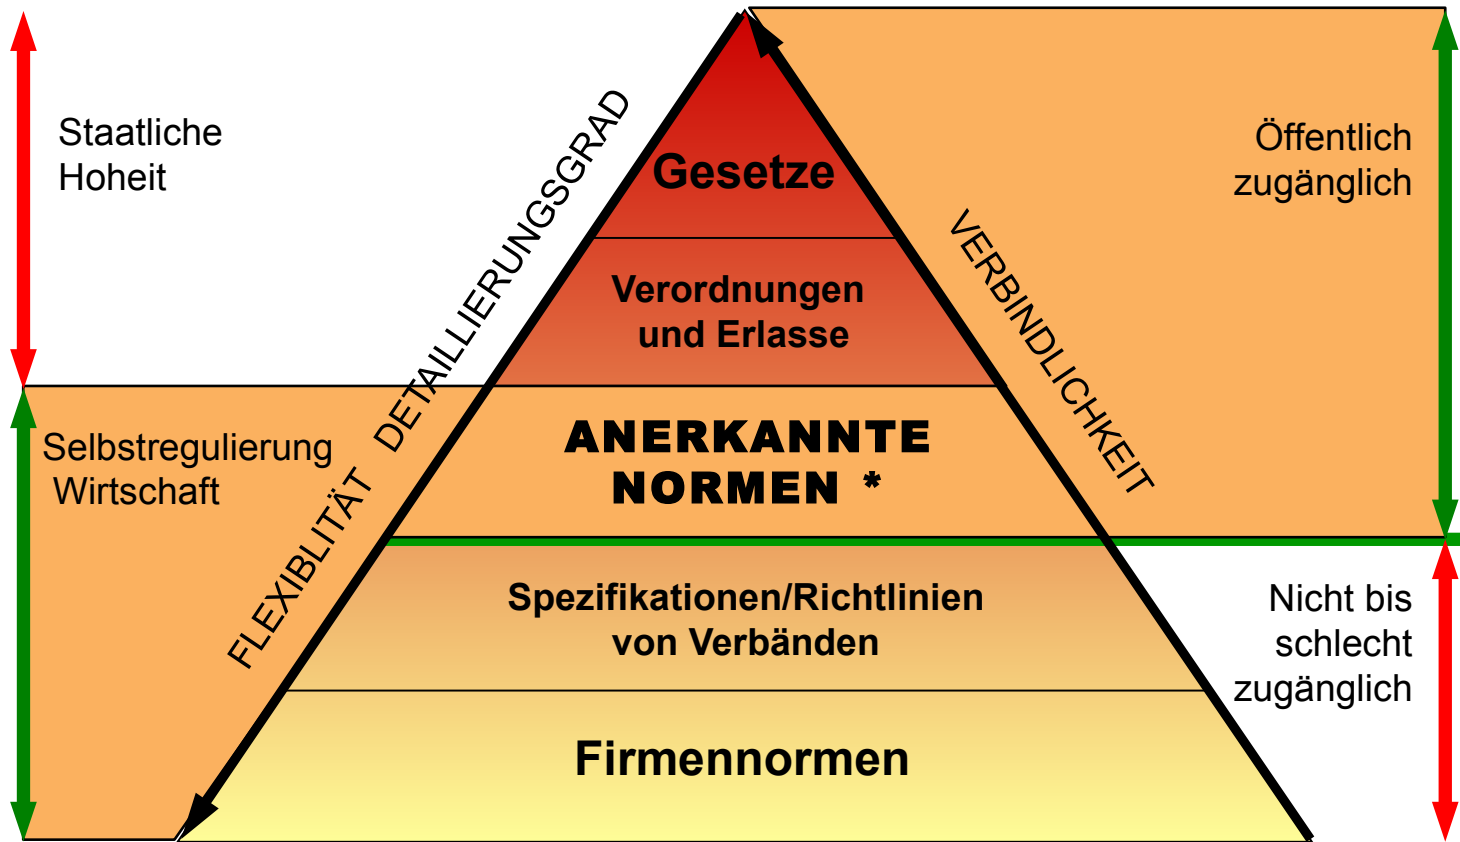 Staatliche
Hoheit
Gesetze
Öffentlich
zugänglich
Verordnungen
und Erlasse
FLEXIBLITÄT DETAILLIERUNGSGRAD
VERBINDLICHKEIT
Selbstregulierung
Wirtschaft
ANERKANNTE
NORMEN *
Spezifikationen/Richtlinien
von Verbänden
Nicht bis
schlecht
zugänglich
Firmennormen